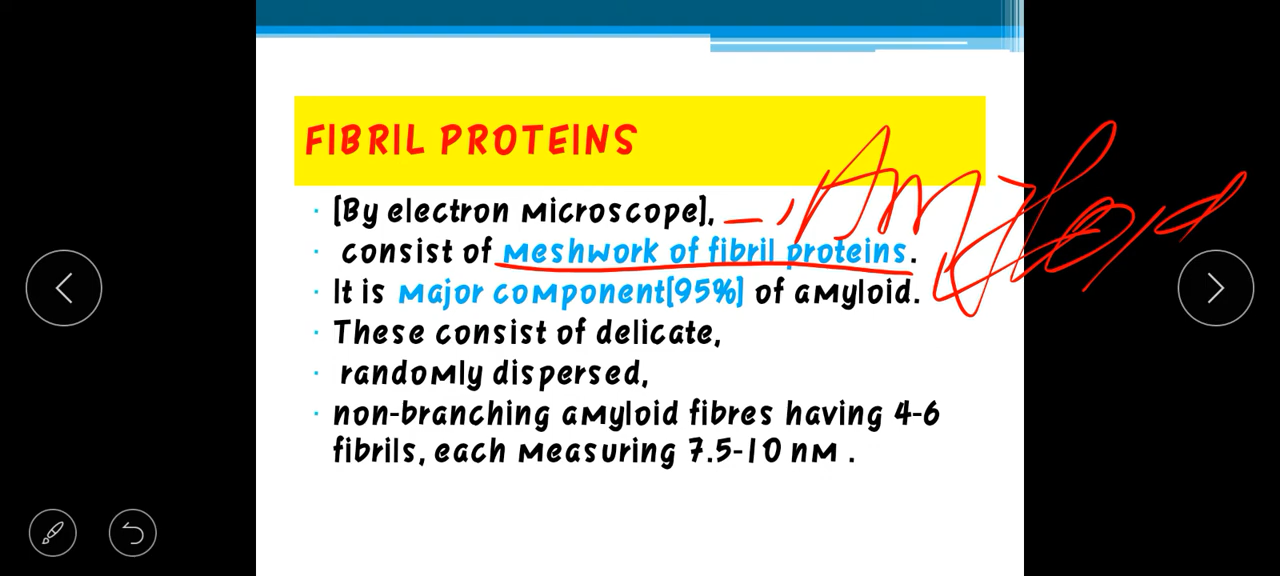 FIBRIL PROTEINS
· [By electron microscope], Amyloid
· consist of meshwork of fibril proteins.
· It is major component[95%] of amyloid.
· These consist of delicate,
· randomly dispersed,
· non-branching amyloid fibres having 4-6
fibrils, each measuring 7.5-10 nm .